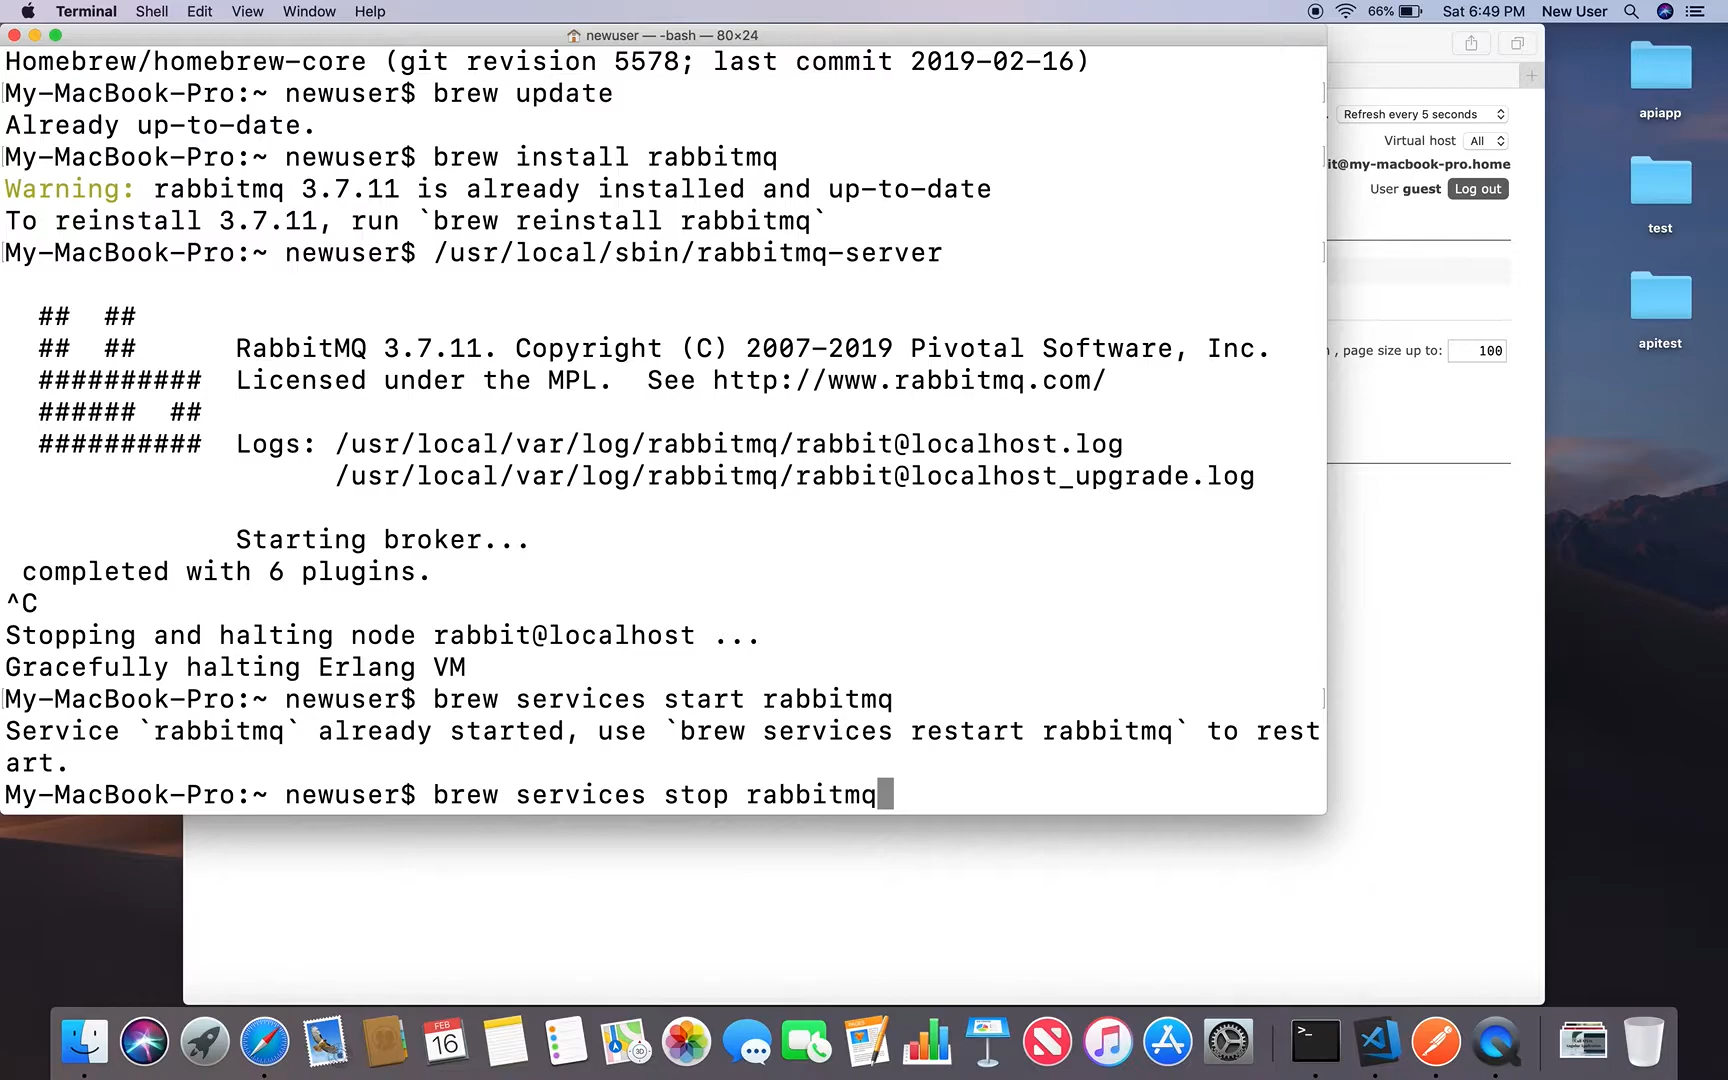 Terminal Shell Edit View Window Help 66% Sat 6:49 PM New User
newuser — -bash — 80×24
Homebrew/homebrew-core (git revision 5578; last commit 2019-02-16)
My-MacBook-Pro:~ newuser$ brew update
Already up-to-date.
My-MacBook-Pro:~ newuser$ brew install rabbitmq
Warning: rabbitmq 3.7.11 is already installed and up-to-date
To reinstall 3.7.11, run `brew reinstall rabbitmq`
My-MacBook-Pro:~ newuser$ /usr/local/sbin/rabbitmq-server
## ##
## ## RabbitMQ 3.7.11. Copyright (C) 2007-2019 Pivotal Software, Inc.
########## Licensed under the MPL. See http://www.rabbitmq.com/
###### ##
########## Logs: /usr/local/var/log/rabbitmq/rabbit@localhost.log
/usr/local/var/log/rabbitmq/rabbit@localhost_upgrade.log
Starting broker...
completed with 6 plugins.
^C
Stopping and halting node rabbit@localhost ...
Gracefully halting Erlang VM
My-MacBook-Pro:~ newuser$ brew services start rabbitmq
Service `rabbitmq` already started, use `brew services restart rabbitmq` to rest
art.
My-MacBook-Pro:~ newuser$ brew services stop rabbitmq
Refresh every 5 seconds
Virtual host All
it@my-macbook-pro.home
User guest Log out
, page size up to: 100
apiapp
test
apitest
FEB
16
PAGES
3D
>_